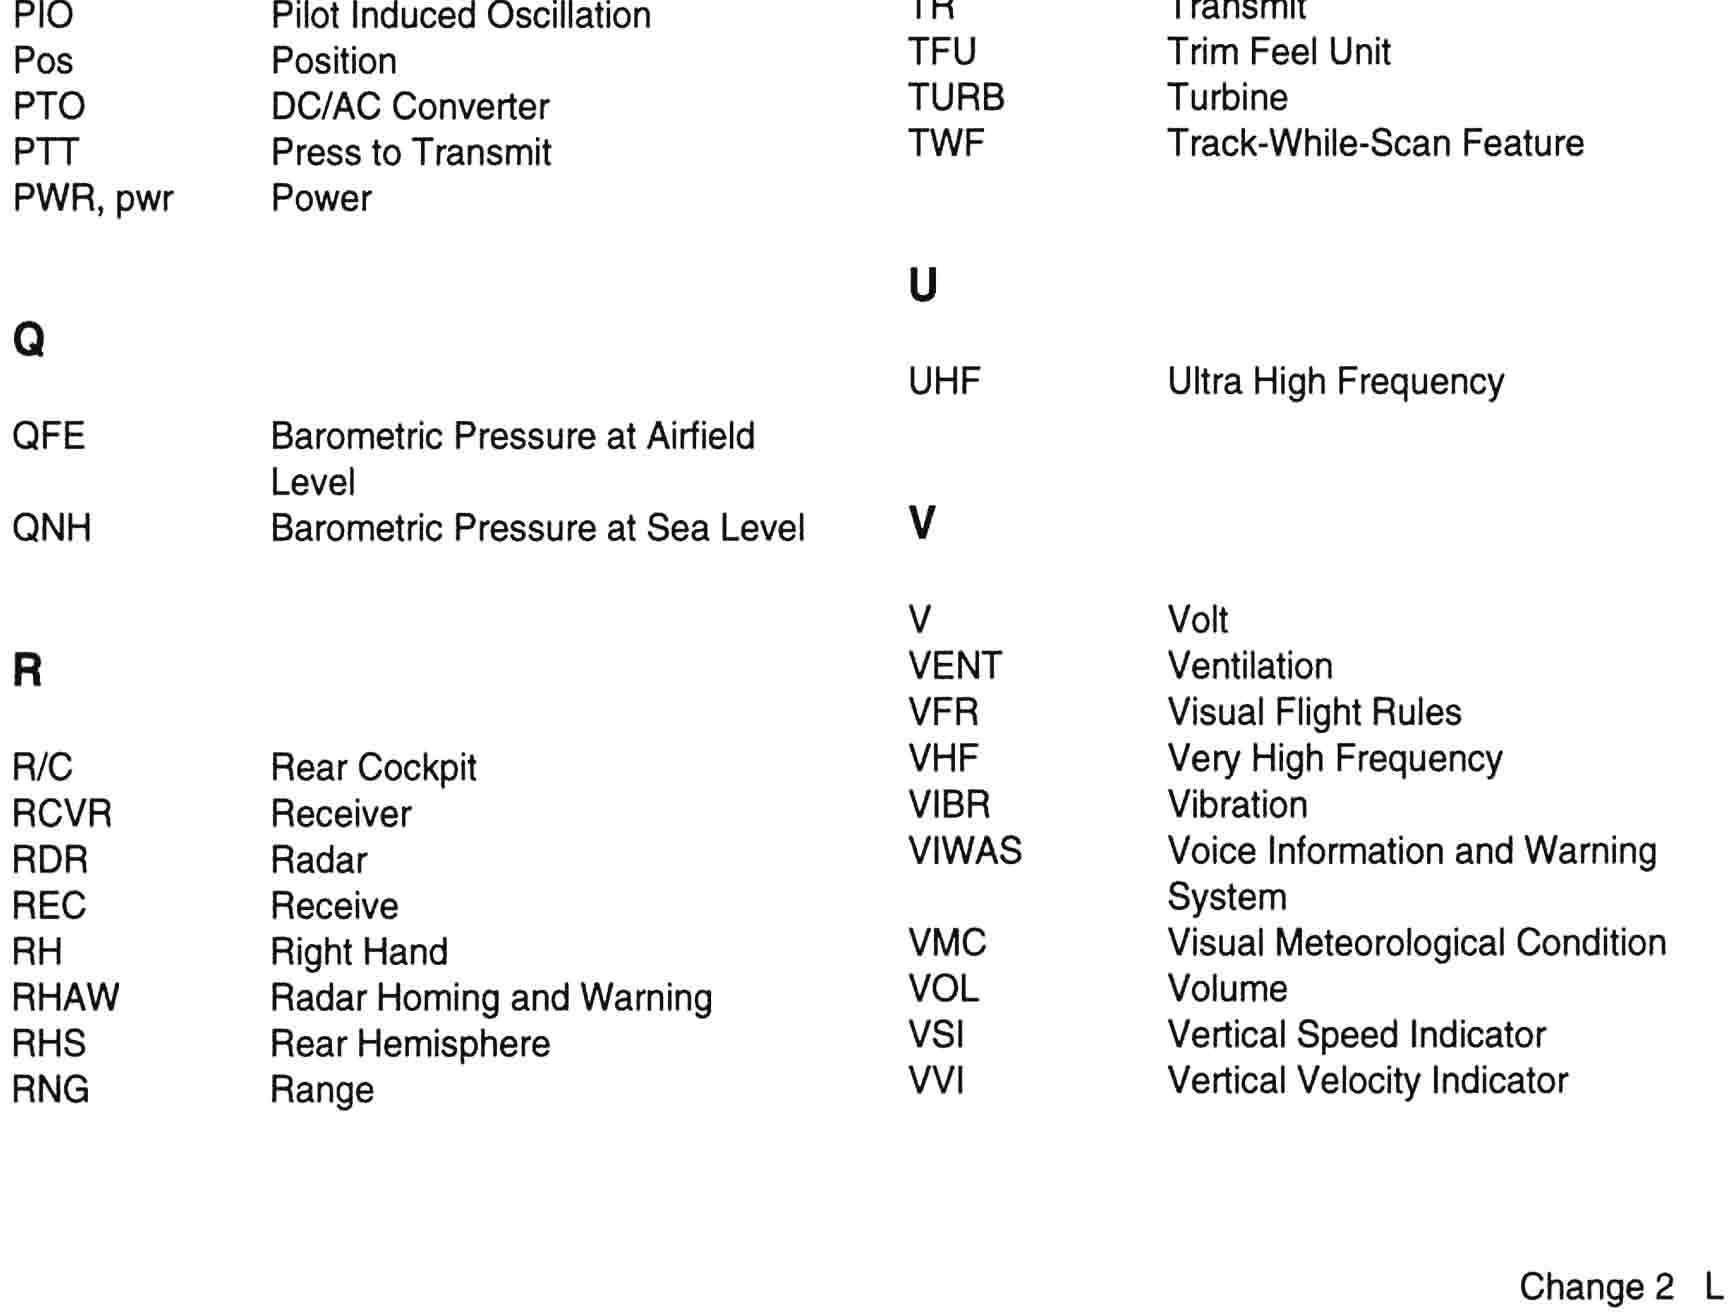 PIO Pilot Induced Oscillation
Pos Position
PTO DC/AC Converter
PTT Press to Transmit
PWR, pwr Power
Q
QFE Barometric Pressure at Airfield
Level
QNH Barometric Pressure at Sea Level
R
R/C Rear Cockpit
RCVR Receiver
RDR Radar
REC Receive
RH Right Hand
RHAW Radar Homing and Warning
RHS Rear Hemisphere
RNG Range
TR Transmit
TFU Trim Feel Unit
TURB Turbine
TWF Track-While-Scan Feature
U
UHF Ultra High Frequency
V
V Volt
VENT Ventilation
VFR Visual Flight Rules
VHF Very High Frequency
VIBR Vibration
VIWAS Voice Information and Warning
System
VMC Visual Meteorological Condition
VOL Volume
VSI Vertical Speed Indicator
VVI Vertical Velocity Indicator
Change 2 L